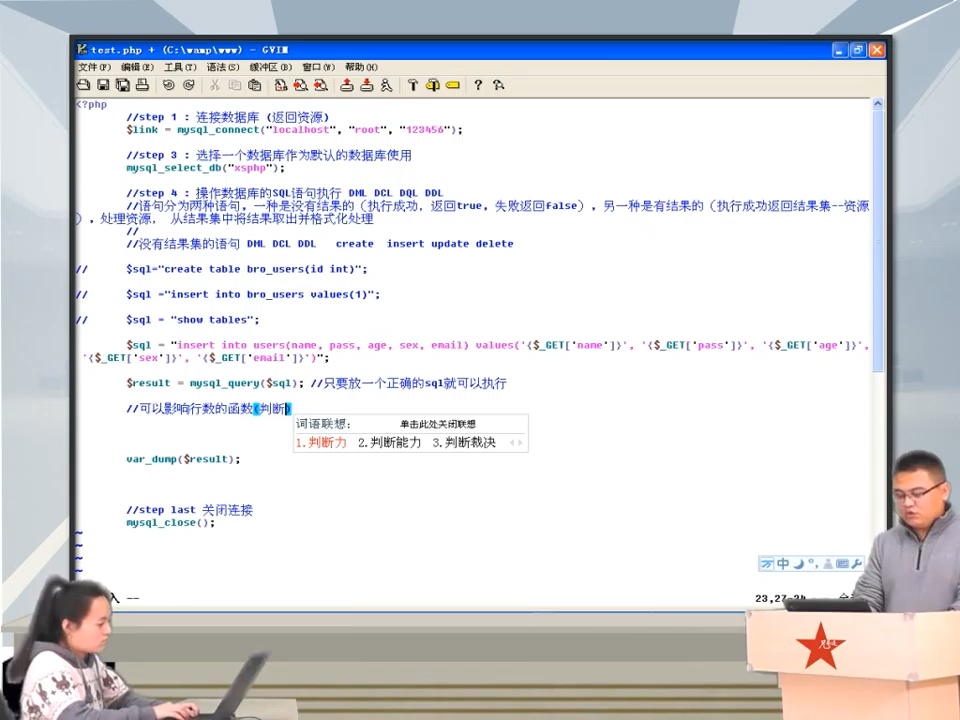 test.php + (C:\wamp\www) - GVIM
文件(F) 编辑(E) 工具(T) 语法(S) 缓冲区(B) 窗口(W) 帮助(H)
<?php
//step 1 : 连接数据库 (返回资源)
$link = mysql_connect("localhost", "root", "123456");
//step 3 : 选择一个数据库作为默认的数据库使用
mysql_select_db("xsphp");
//step 4 : 操作数据库的SQL语句执行 DML DCL DQL DDL
//语句分为两种语句，一种是没有结果的（执行成功，返回true，失败返回false），另一种是有结果的（执行成功返回结果集--资源
），处理资源， 从结果集中将结果取出并格式化处理
//
//没有结果集的语句 DML DCL DDL create insert update delete
// $sql="create table bro_users(id int)";
// $sql ="insert into bro_users values(1)";
// $sql = "show tables";
$sql = "insert into users(name, pass, age, sex, email) values('{$_GET['name']}', '{$_GET['pass']}', '{$_GET['age']}',
'{$_GET['sex']}', '{$_GET['email']}')";
$result = mysql_query($sql); //只要放一个正确的sql就可以执行
//可以影响行数的函数(判断)
词语联想： 单击此处关闭联想
1.判断力 2.判断能力 3.判断裁决
var_dump($result);
//step last 关闭连接
mysql_close();
~
~
~
~
中
入 --
23,27-24